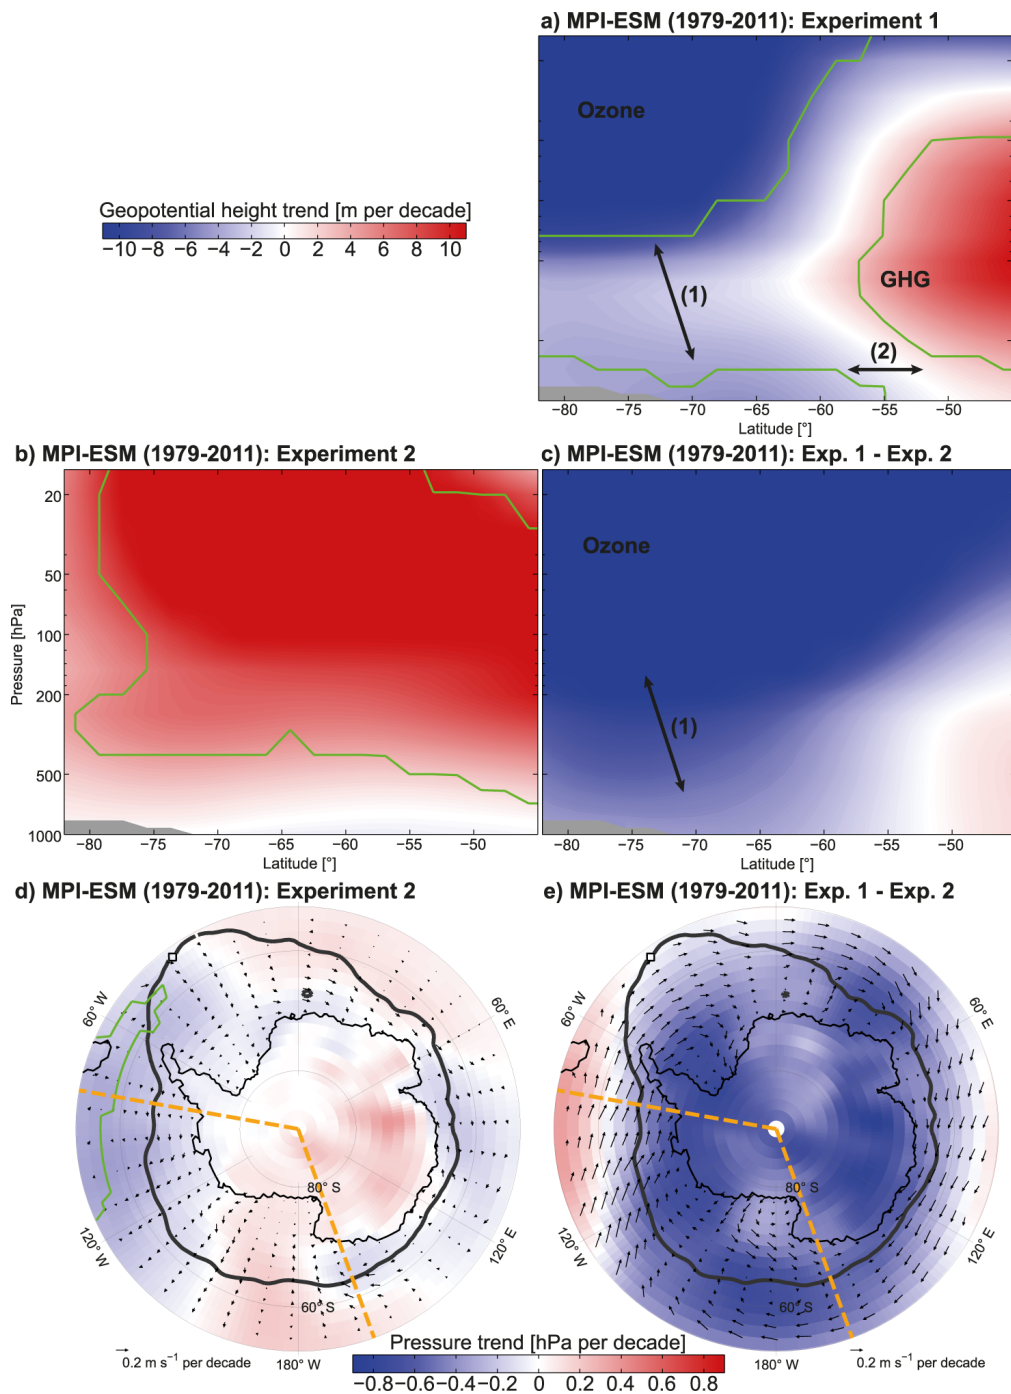 a) MPI-ESM (1979-2011): Experiment 1
Ozone
GHG
(1)
(2)
−80 −75 −70 −65 −60 −55 −50
Latitude [°]
Geopotential height trend [m per decade]
−10 −8 −6 −4 −2 0 2 4 6 8 10
b) MPI-ESM (1979-2011): Experiment 2
Pressure [hPa]
20
50
100
200
500
1000
−80 −75 −70 −65 −60 −55 −50
Latitude [°]
c) MPI-ESM (1979-2011): Exp. 1 - Exp. 2
Ozone
(1)
−80 −75 −70 −65 −60 −55 −50
Latitude [°]
d) MPI-ESM (1979-2011): Experiment 2
60° W
60° E
80° S
120° W
120° E
60° S
180° W
0.2 m s⁻¹ per decade
e) MPI-ESM (1979-2011): Exp. 1 - Exp. 2
60° W
60° E
80° S
120° W
120° E
60° S
180° W
0.2 m s⁻¹ per decade
Pressure trend [hPa per decade]
−0.8 −0.6 −0.4 −0.2 0 0.2 0.4 0.6 0.8